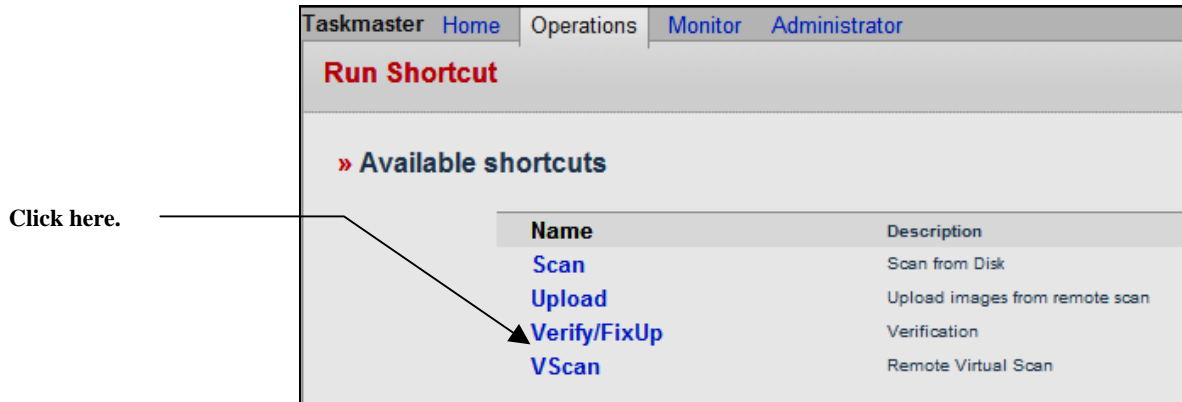 Taskmaster Home Operations Monitor Administrator
Run Shortcut
» Available shortcuts
Click here.
Name Description
Scan Scan from Disk
Upload Upload images from remote scan
Verify/FixUp Verification
VScan Remote Virtual Scan